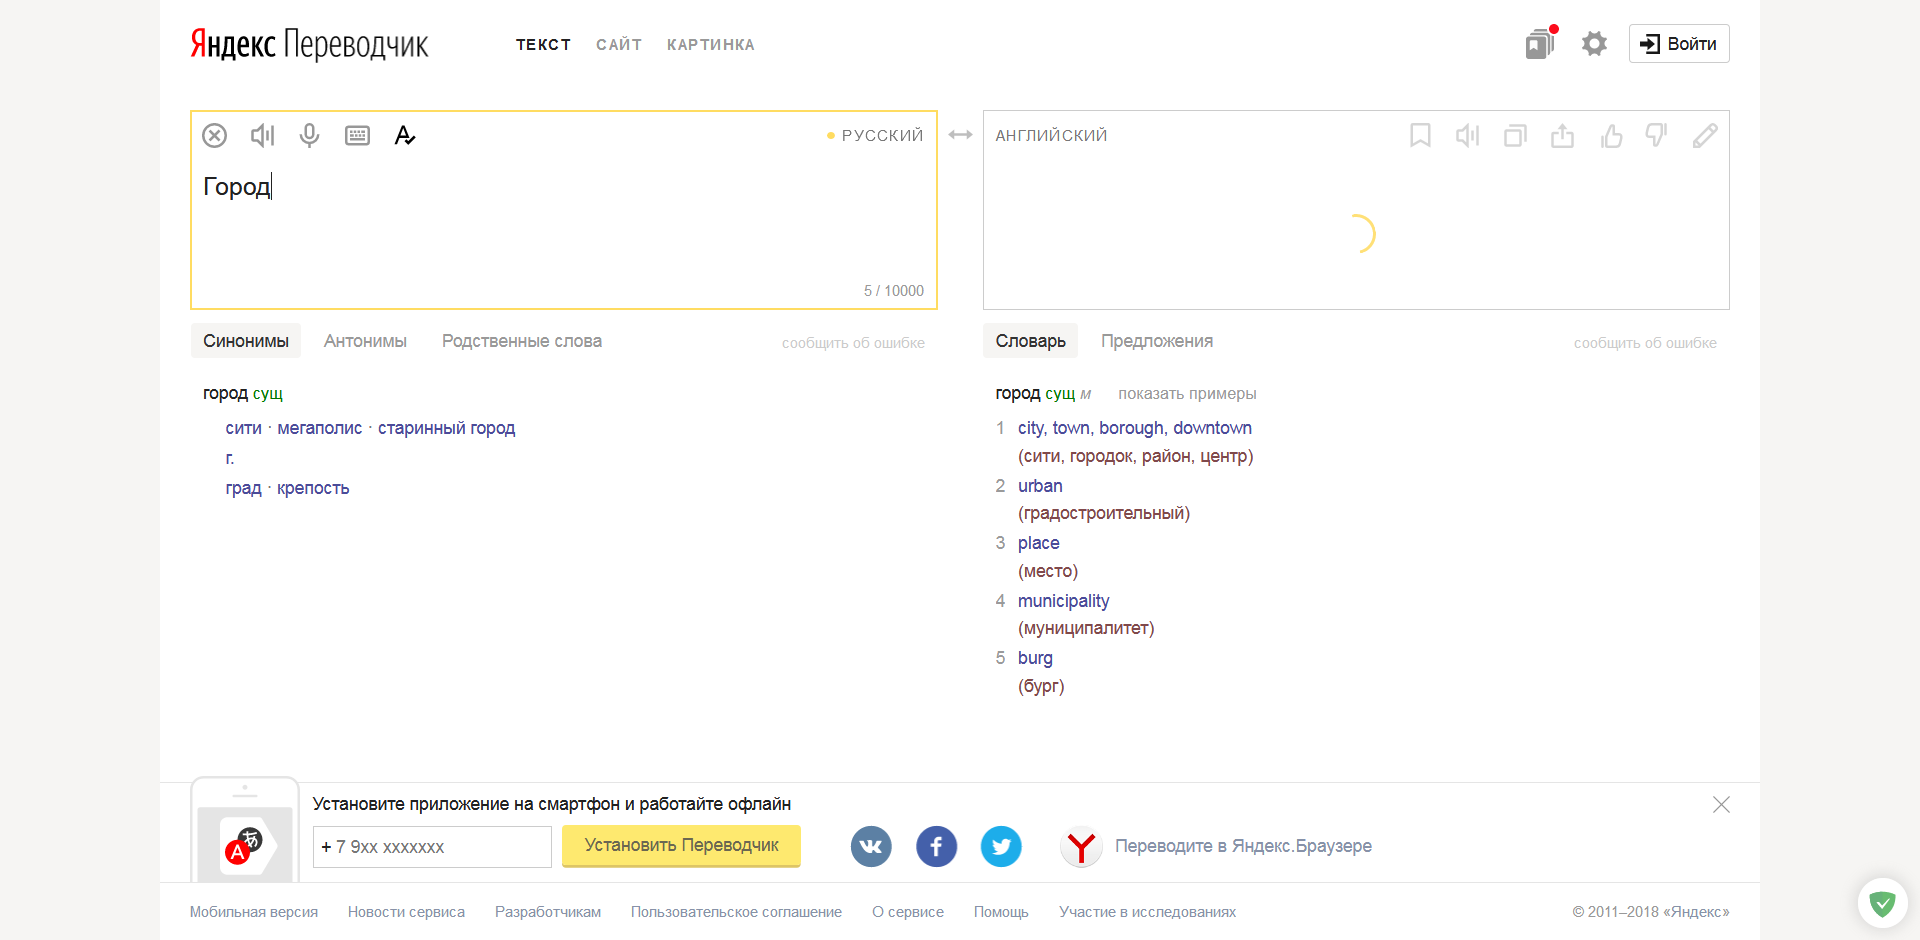 Яндекс Переводчик
ТЕКСТ САЙТ КАРТИНКА
Войти
РУССКИЙ
Город
5 / 10000
АНГЛИЙСКИЙ
Синонимы Антонимы Родственные слова сообщить об ошибке
город сущ
сити · мегаполис · старинный город
г.
град · крепость
Словарь Предложения сообщить об ошибке
город сущ м показать примеры
1 city, town, borough, downtown
(сити, городок, район, центр)
2 urban
(градостроительный)
3 place
(место)
4 municipality
(муниципалитет)
5 burg
(бург)
Установите приложение на смартфон и работайте офлайн
+ 7 9xx xxxxxxx
Установить Переводчик
Переводите в Яндекс.Браузере
Мобильная версия Новости сервиса Разработчикам Пользовательское соглашение О сервисе Помощь Участие в исследованиях
© 2011–2018 «Яндекс»